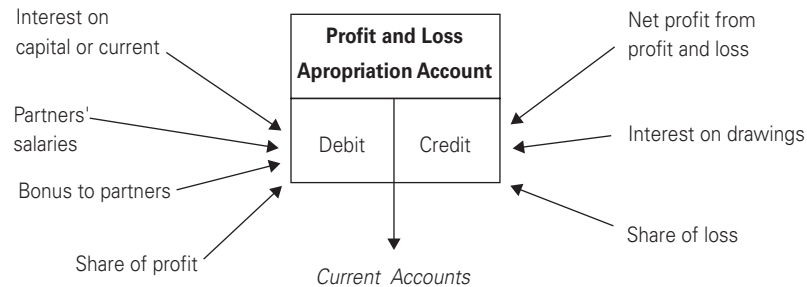 Interest on
capital or current
Profit and Loss
Apropriation Account
Net profit from
profit and loss
Partners'
salaries
Debit
Credit
Interest on drawings
Bonus to partners
Share of loss
Share of profit
Current Accounts